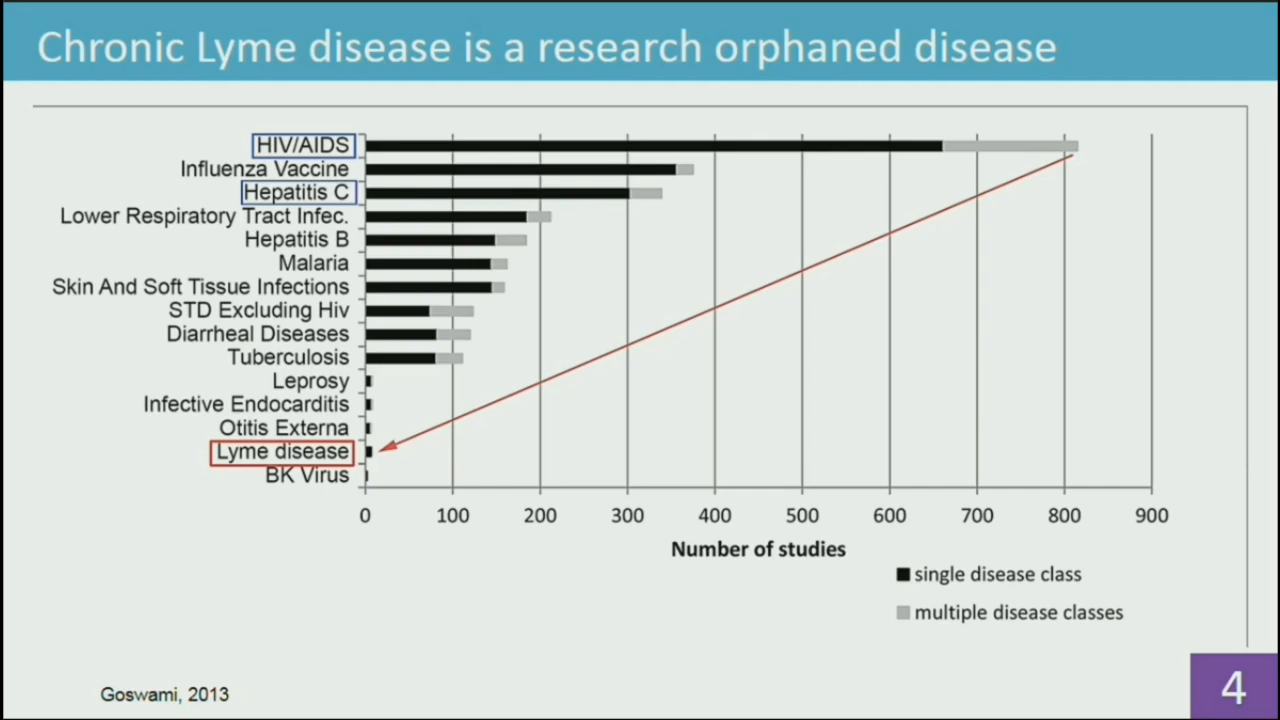 Chronic Lyme disease is a research orphaned disease
HIV/AIDS
Influenza Vaccine
Hepatitis C
Lower Respiratory Tract Infec.
Hepatitis B
Malaria
Skin And Soft Tissue Infections
STD Excluding Hiv
Diarrheal Diseases
Tuberculosis
Leprosy
Infective Endocarditis
Otitis Externa
Lyme disease
BK Virus
0 100 200 300 400 500 600 700 800 900
Number of studies
single disease class
multiple disease classes
Goswami, 2013
4